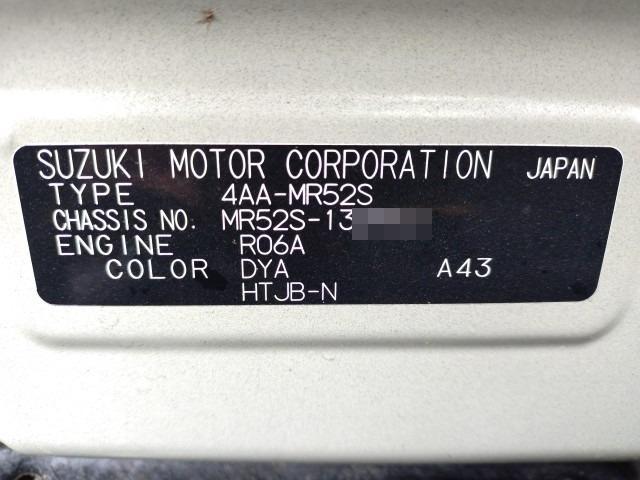 SUZUKI MOTOR CORPORATION JAPAN
TYPE 4AA-MR52S
CHASSIS NO. MR52S-13
ENGINE R06A
COLOR DYA A43
HTJB-N